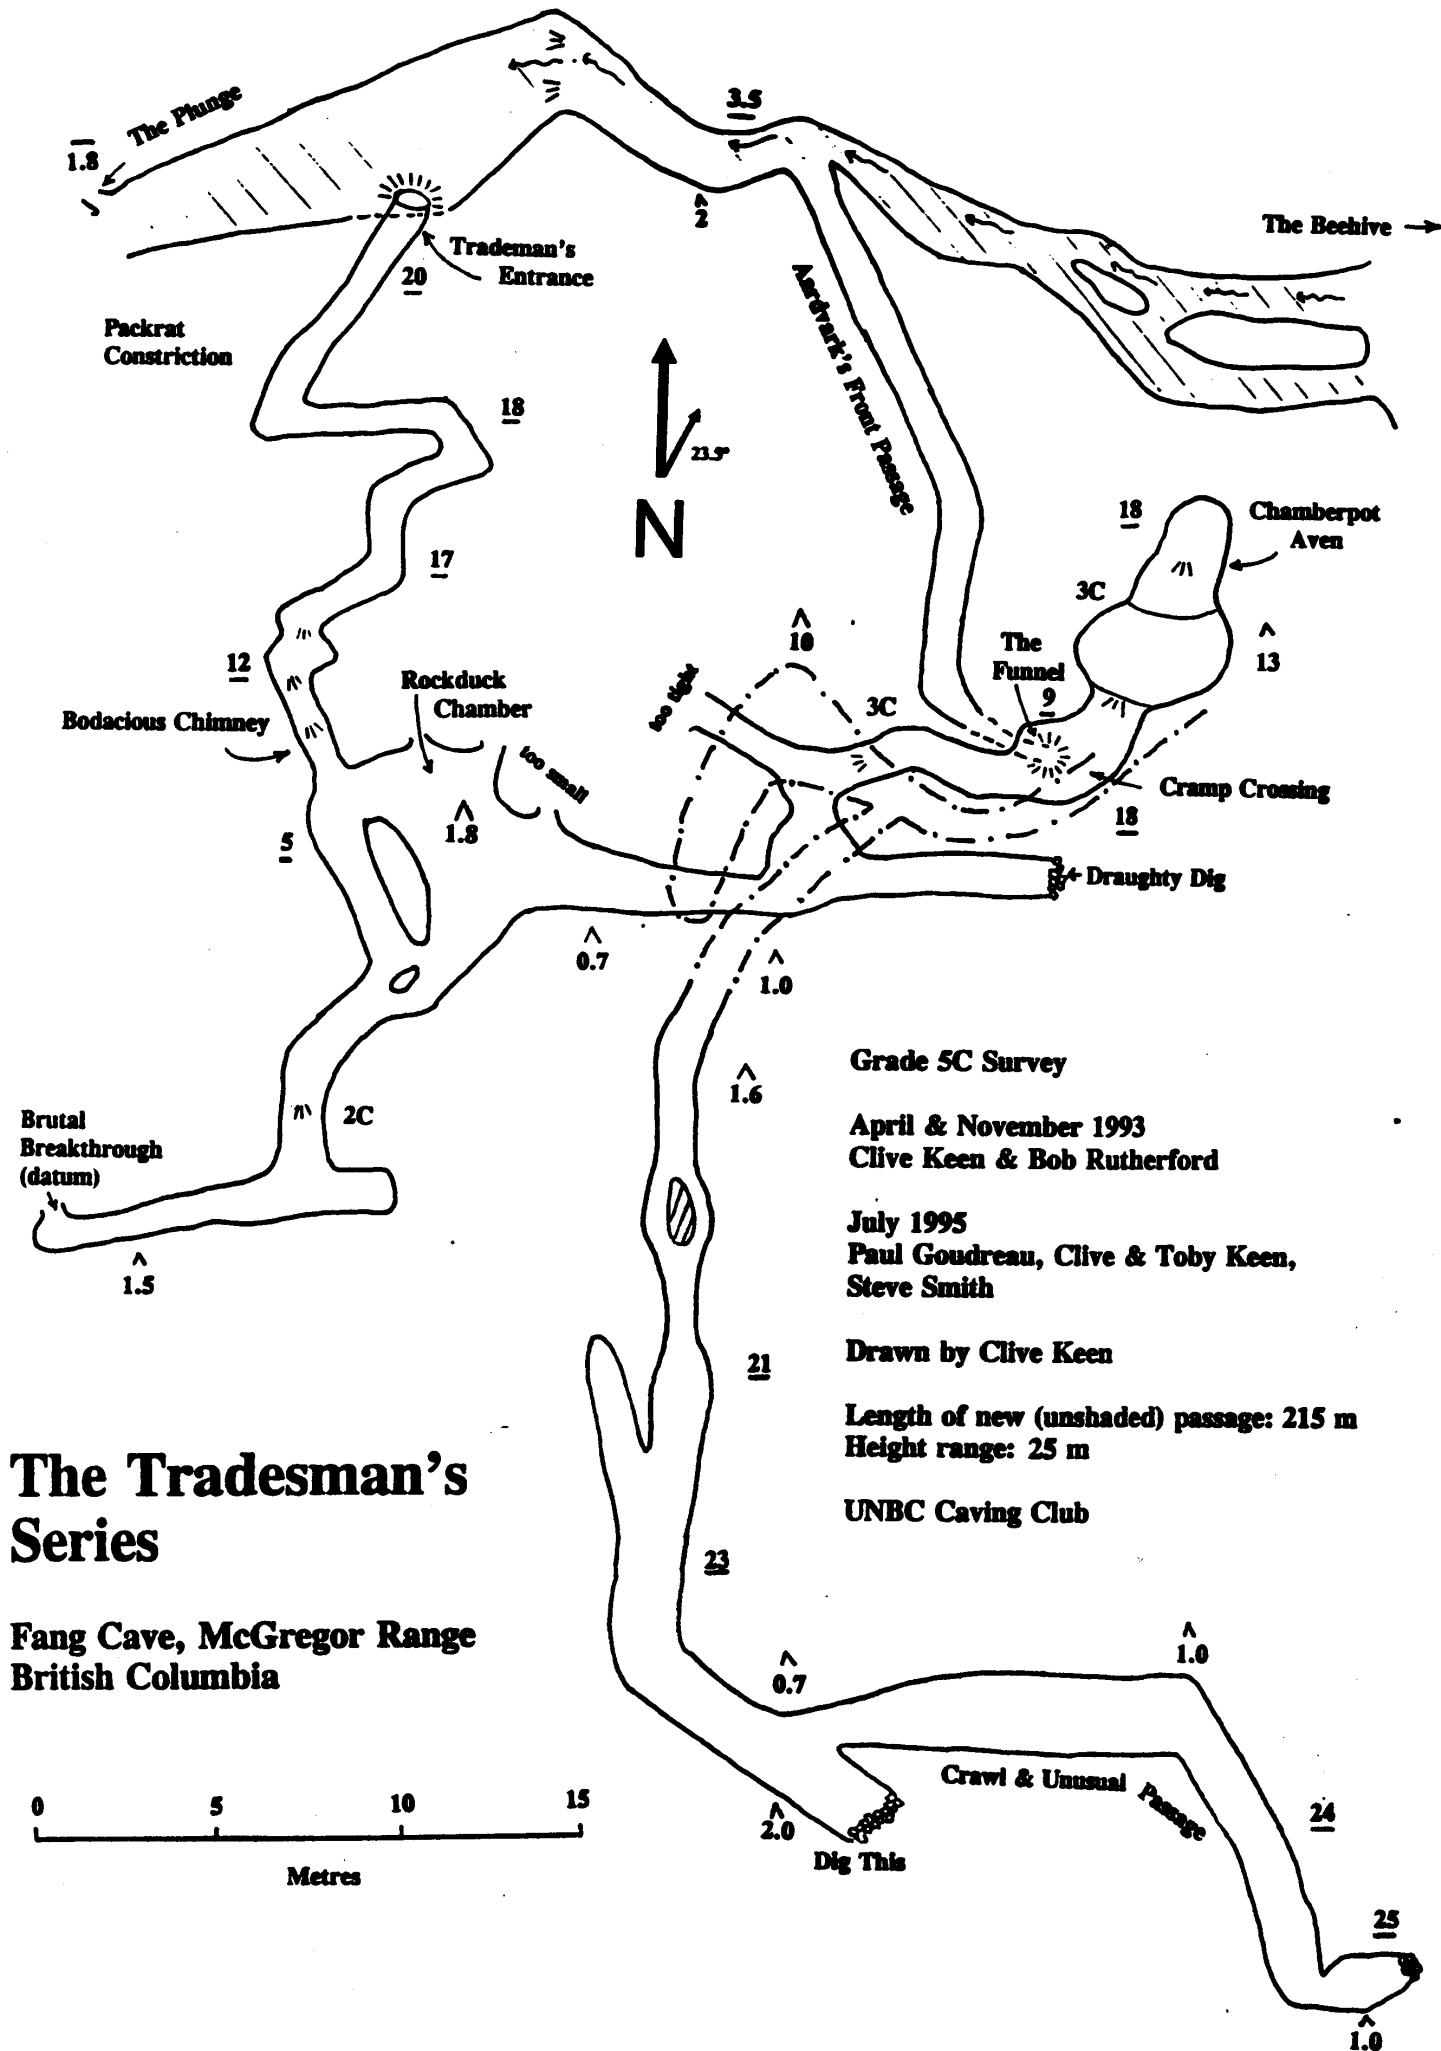 The Plunge
1.8
3.5
2
The Beehive
Trademan's
Entrance
20
Packrat
Constriction
Aardvark's Front Passage
18
23.5°
N
18
Chamberpot
Aven
17
3C
10
The
Funnel
13
12
Rockduck
Chamber
too tight
3C
9
Bodacious Chimney
too small
Cramp Crossing
1.8
18
5
Draughty Dig
0.7
1.0
Grade 5C Survey
1.6
April & November 1993
Clive Keen & Bob Rutherford
Brutal
Breakthrough
(datum)
2C
July 1995
Paul Goudreau, Clive & Toby Keen,
Steve Smith
1.5
Drawn by Clive Keen
21
Length of new (unshaded) passage: 215 m
Height range: 25 m
The Tradesman's
Series
UNBC Caving Club
23
Fang Cave, McGregor Range
British Columbia
0.7
1.0
Crawl & Unusual Passage
0 5 10 15
Metres
2.0
Dig This
24
25
1.0